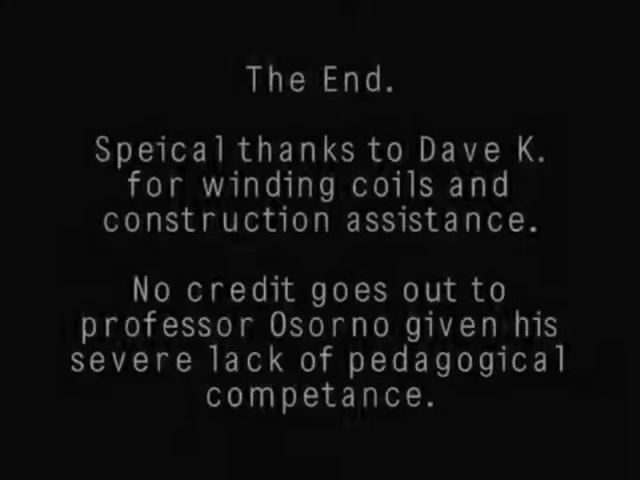 The End.
Speical thanks to Dave K.
for winding coils and
construction assistance.
No credit goes out to
professor Osorno given his
severe lack of pedagogical
competance.